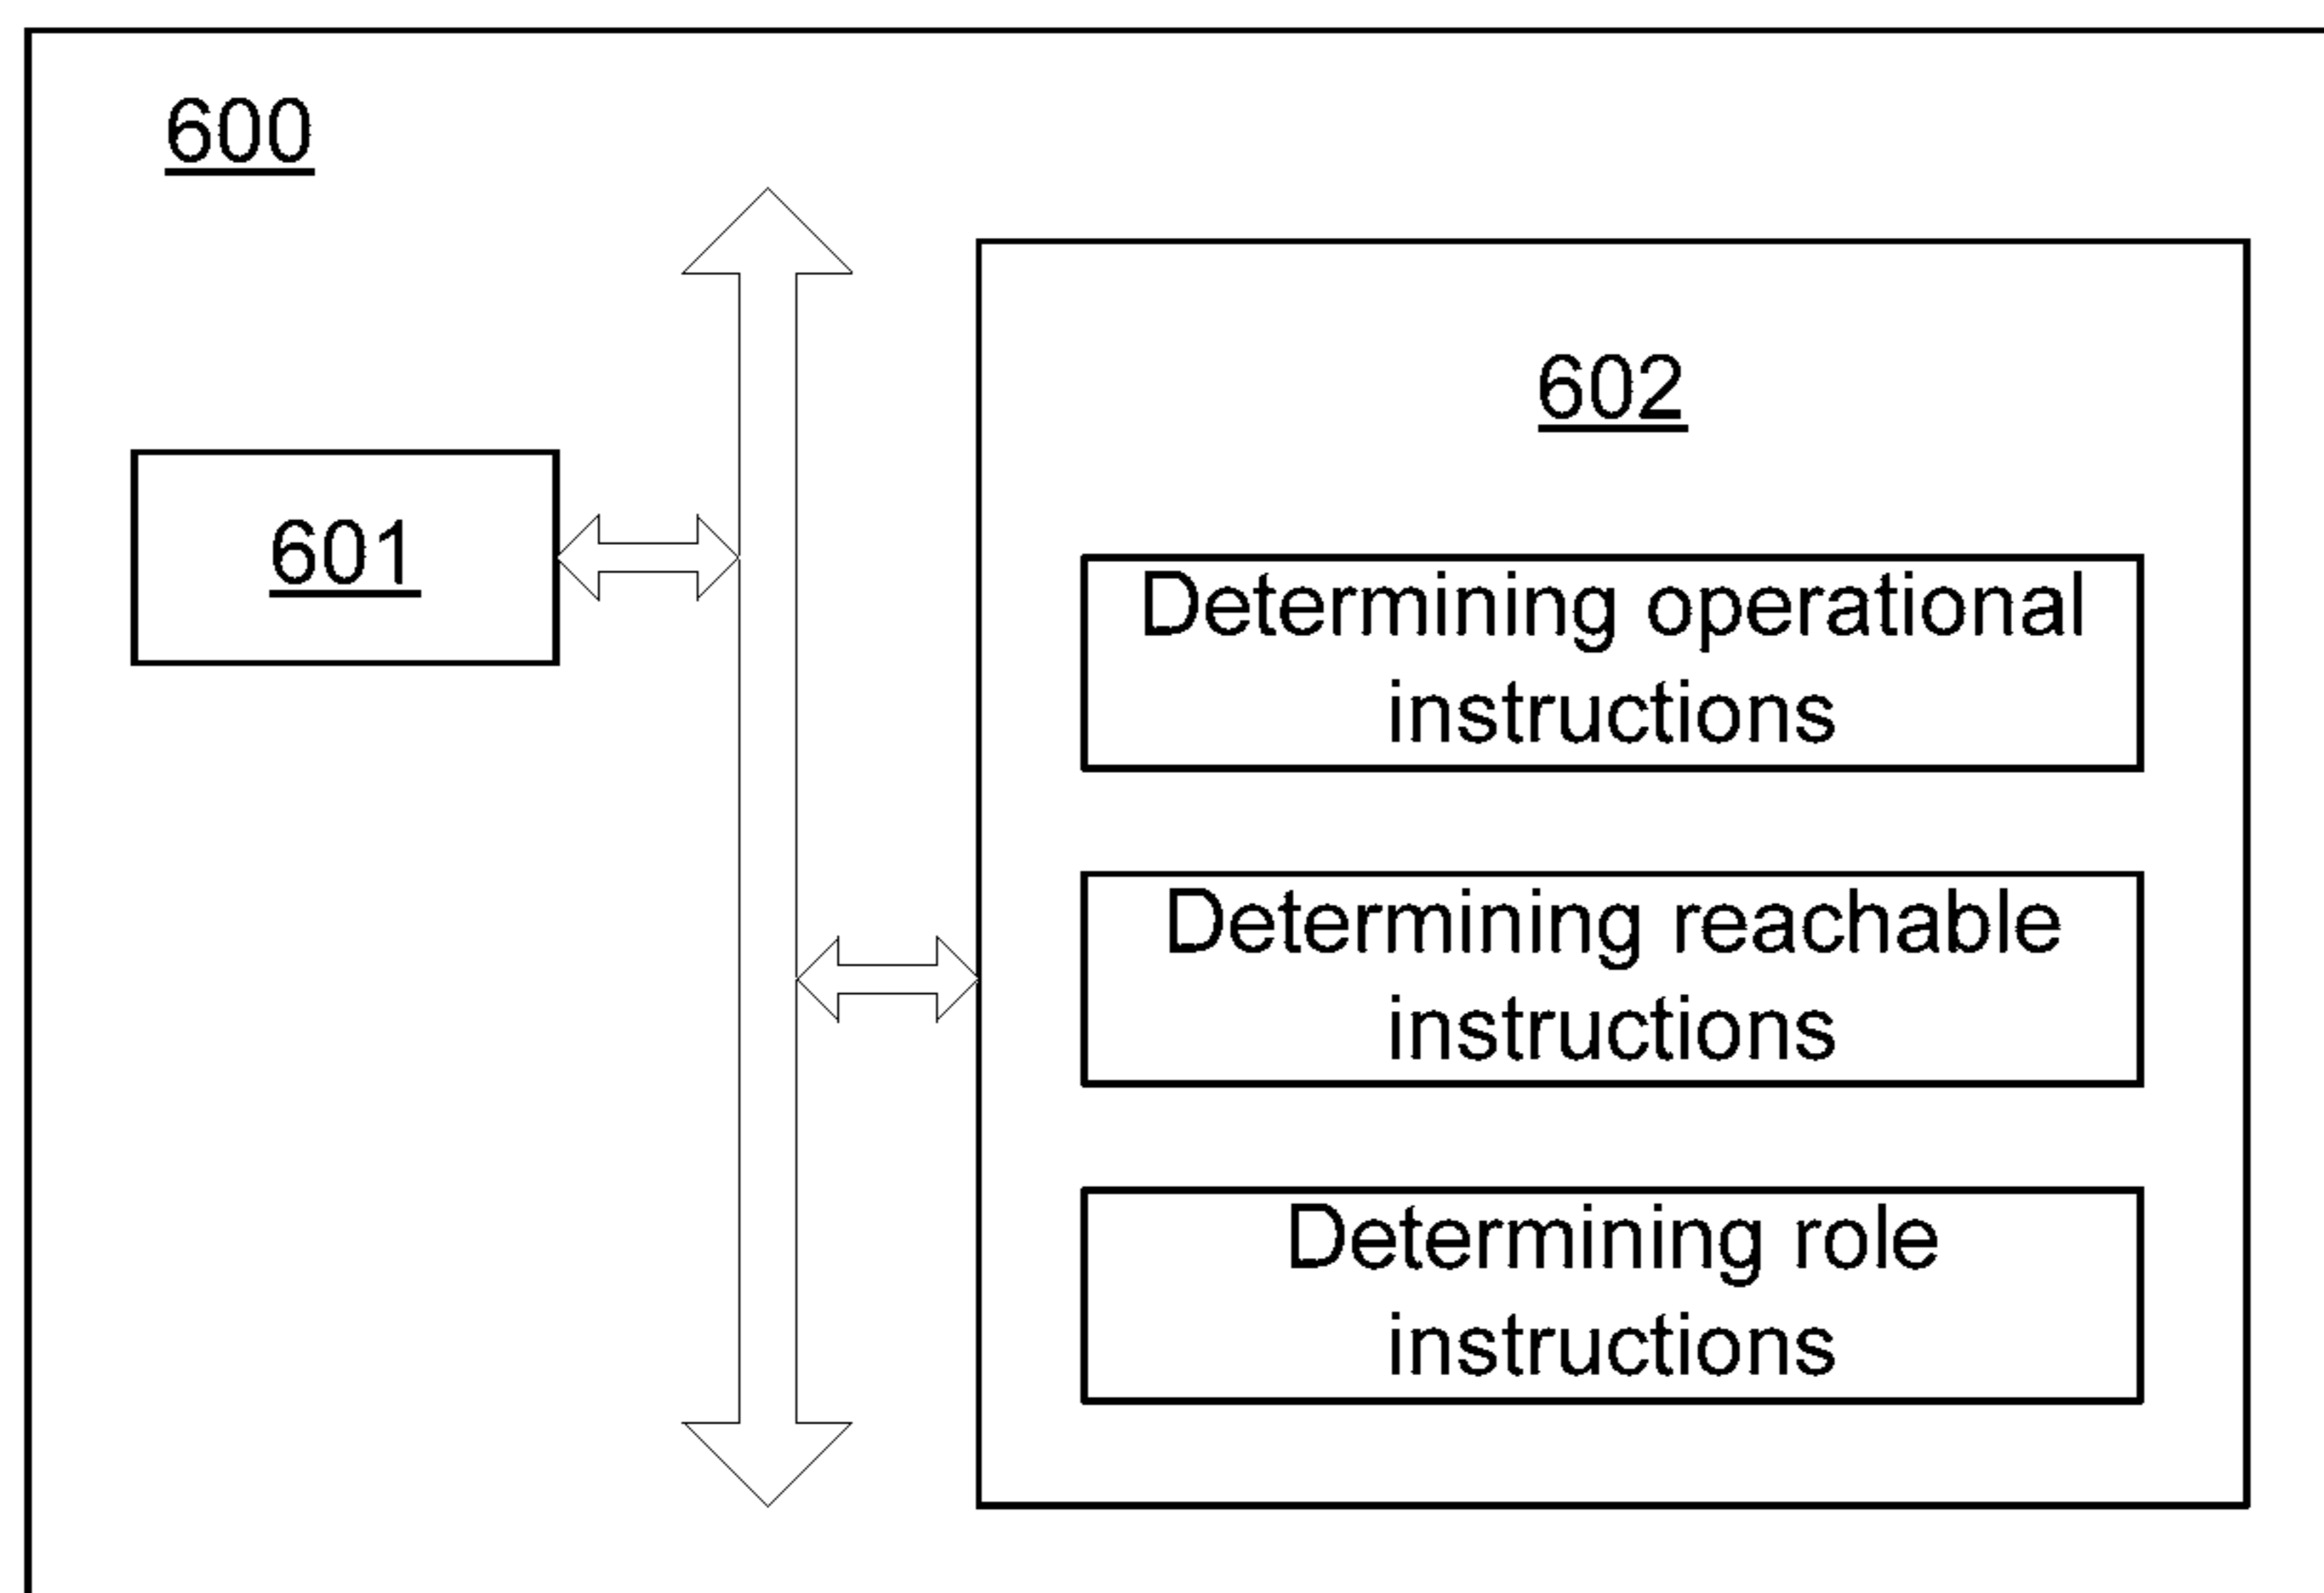 600
602
601
Determining operational
instructions
Determining reachable
instructions
Determining role
instructions